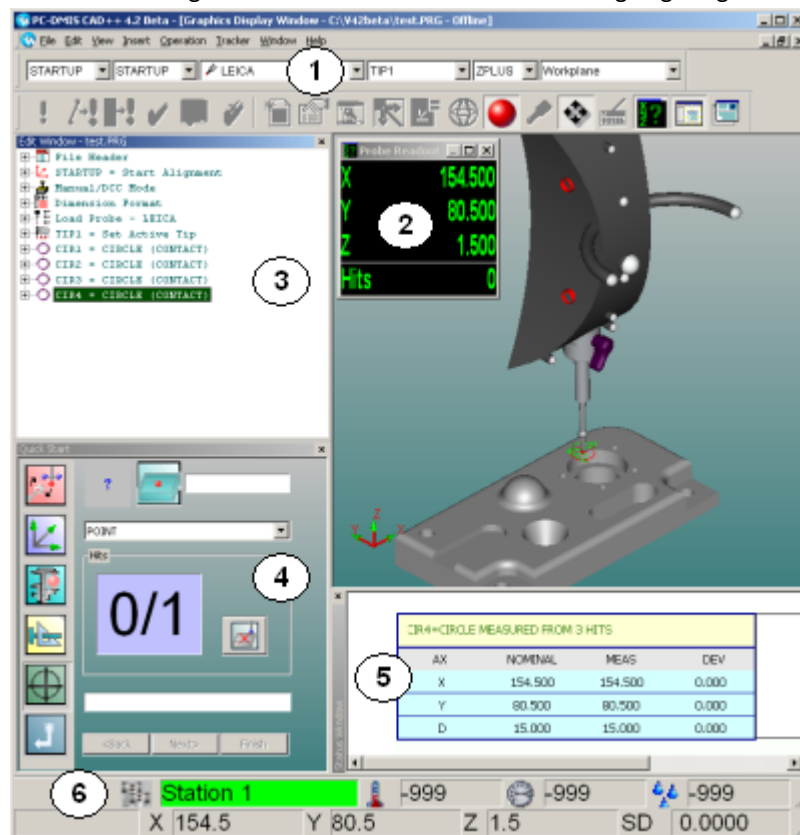 PC-DMIS CAD++ 4.2 Beta - [Graphics Display Window - C:\V42beta\test.PRG - Offline]
File Edit View Insert Operation Tracker Window Help
STARTUP STARTUP LEICA 1 TIP1 ZPLUS Workplane
Edit Window - test.PRG
File Header
STARTUP = Start Alignment
Manual/DCC Mode
Dimension Format
Load Probe - LEICA
TIP1 = Set Active Tip
CIR1 = CIRCLE (CONTACT)
CIR2 = CIRCLE (CONTACT)
CIR3 = CIRCLE (CONTACT)
CIR4 = CIRCLE (CONTACT)
3
Probe Readout
X 154.500
Y 80.500
2
Z 1.500
Hits 0
Z
Y X
Quick Start
?
POINT
Hits
0/1
4
<Back Next> Finish
Status Window
CIR4=CIRCLE MEASURED FROM 3 HITS
AX NOMINAL MEAS DEV
5
X 154.500 154.500 0.000
Y 80.500 80.500 0.000
D 15.000 15.000 0.000
6 Station 1 -999 -999 -999
X 154.5 Y 80.5 Z 1.5 SD 0.0000